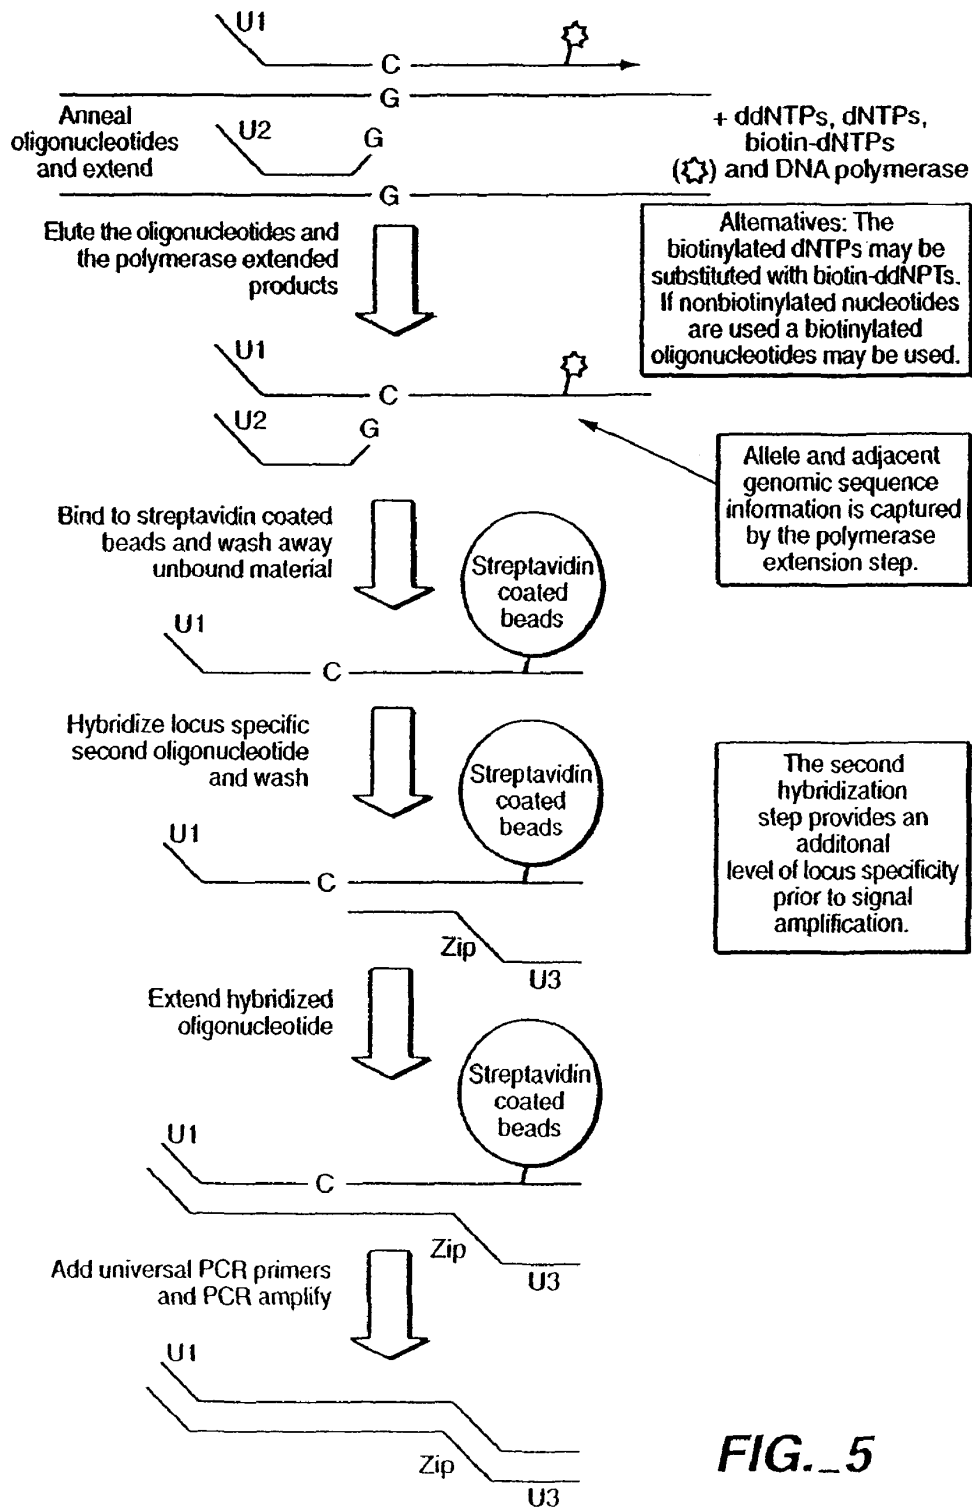 U1
C
G
Anneal
oligonucleotides
and extend
U2
G
G
+ ddNTPs, dNTPs,
biotin-dNTPs
( ) and DNA polymerase
Elute the oligonucleotides and
the polymerase extended
products
Alternatives: The
biotinylated dNTPs may be
substituted with biotin-ddNPTs.
If nonbiotinylated nucleotides
are used a biotinylated
oligonucleotides may be used.
U1
C
U2
G
Allele and adjacent
genomic sequence
information is captured
by the polymerase
extension step.
Bind to streptavidin coated
beads and wash away
unbound material
Streptavidin
coated
beads
U1
C
Hybridize locus specific
second oligonucleotide
and wash
Streptavidin
coated
beads
The second
hybridization
step provides an
additonal
level of locus specificity
prior to signal
amplification.
U1
C
Zip
U3
Extend hybridized
oligonucleotide
Streptavidin
coated
beads
U1
C
Zip
U3
Add universal PCR primers
and PCR amplify
U1
Zip
U3
FIG._5